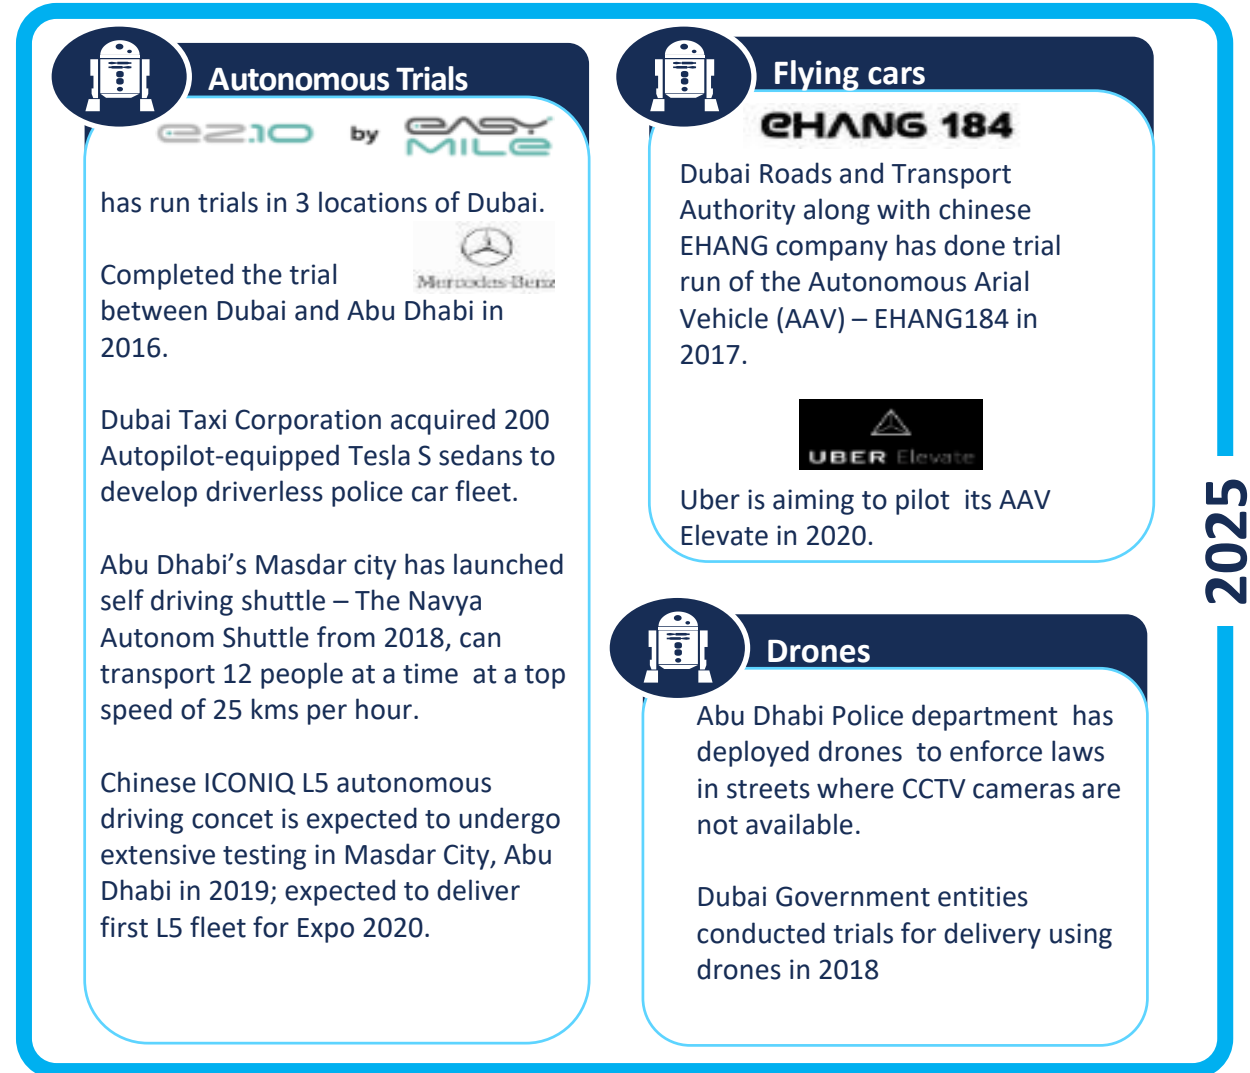 Autonomous Trials
ez10 by easy
MILE
has run trials in 3 locations of Dubai.
Mercedes-Benz
Completed the trial
between Dubai and Abu Dhabi in
2016.
Dubai Taxi Corporation acquired 200
Autopilot-equipped Tesla S sedans to
develop driverless police car fleet.
Abu Dhabi’s Masdar city has launched
self driving shuttle – The Navya
Autonom Shuttle from 2018, can
transport 12 people at a time at a top
speed of 25 kms per hour.
Chinese ICONIQ L5 autonomous
driving concet is expected to undergo
extensive testing in Masdar City, Abu
Dhabi in 2019; expected to deliver
first L5 fleet for Expo 2020.
Flying cars
EHANG 184
Dubai Roads and Transport
Authority along with chinese
EHANG company has done trial
run of the Autonomous Arial
Vehicle (AAV) – EHANG184 in
2017.
UBER Elevate
Uber is aiming to pilot its AAV
Elevate in 2020.
Drones
Abu Dhabi Police department has
deployed drones to enforce laws
in streets where CCTV cameras are
not available.
Dubai Government entities
conducted trials for delivery using
drones in 2018
2025